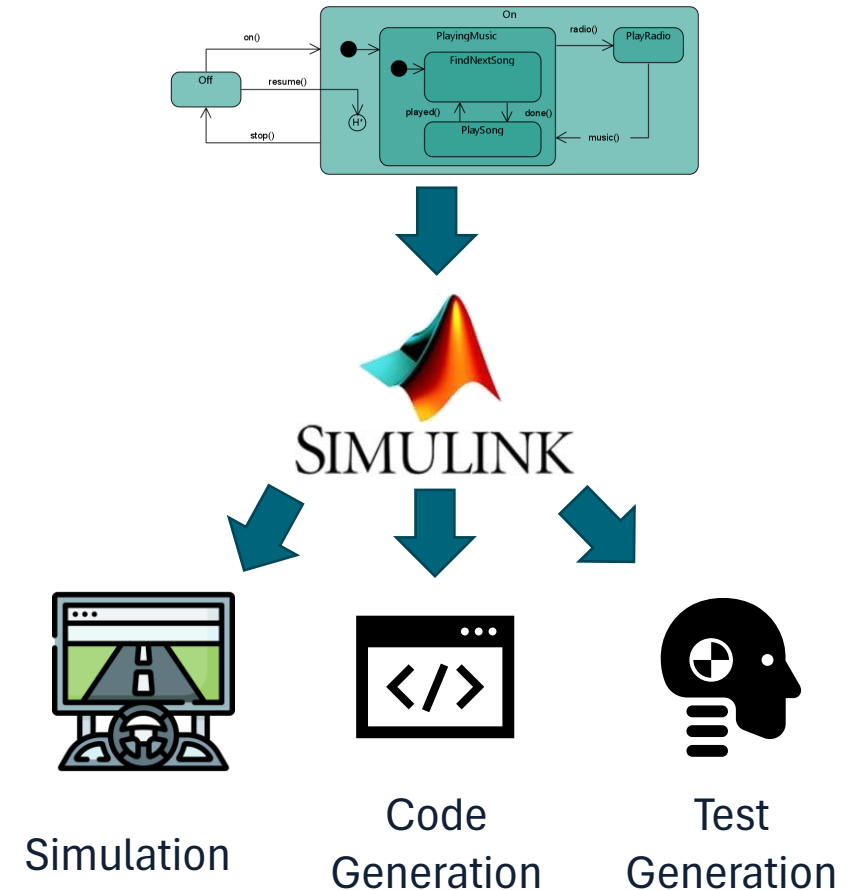 On
PlayingMusic
radio()
PlayRadio
on()
FindNextSong
Off
resume()
played()
done()
H*
PlaySong
stop()
music()
SIMULINK
</>
Simulation
Code
Generation
Test
Generation